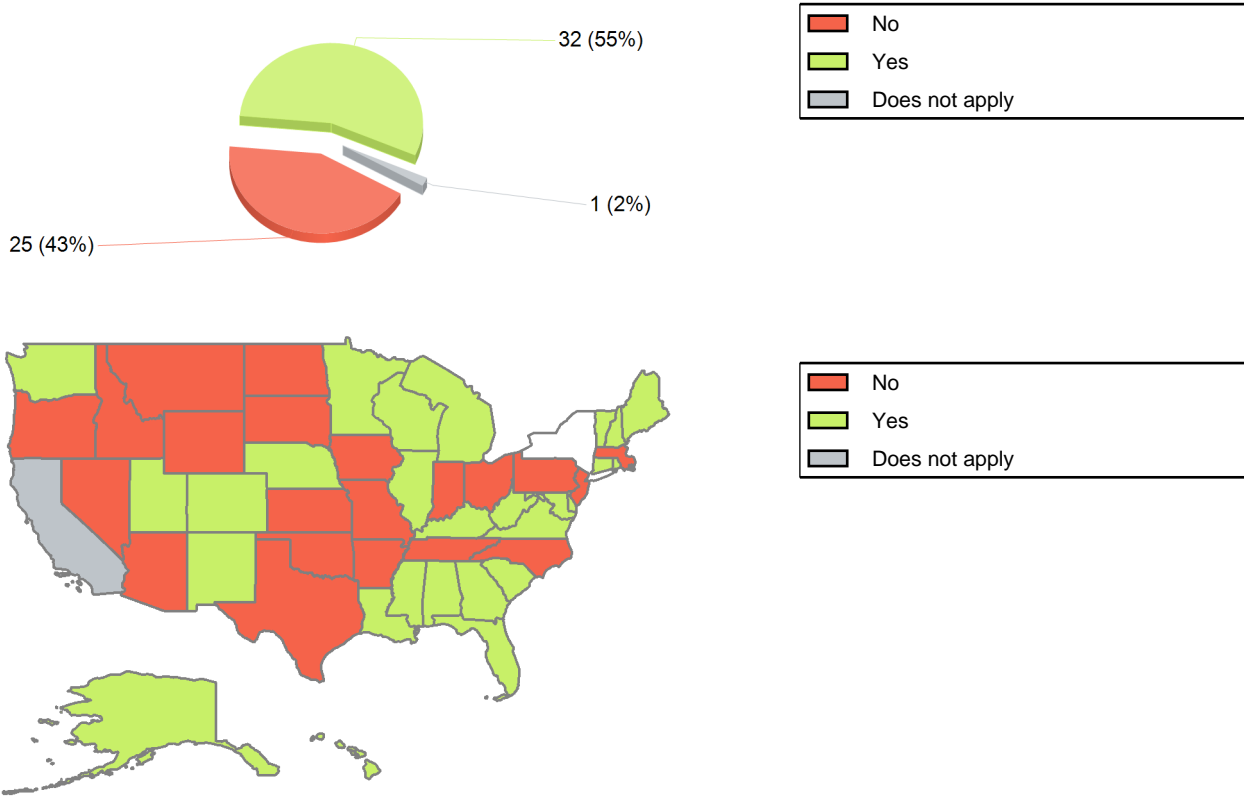 32 (55%)
1 (2%)
25 (43%)
No
Yes
Does not apply
No
Yes
Does not apply